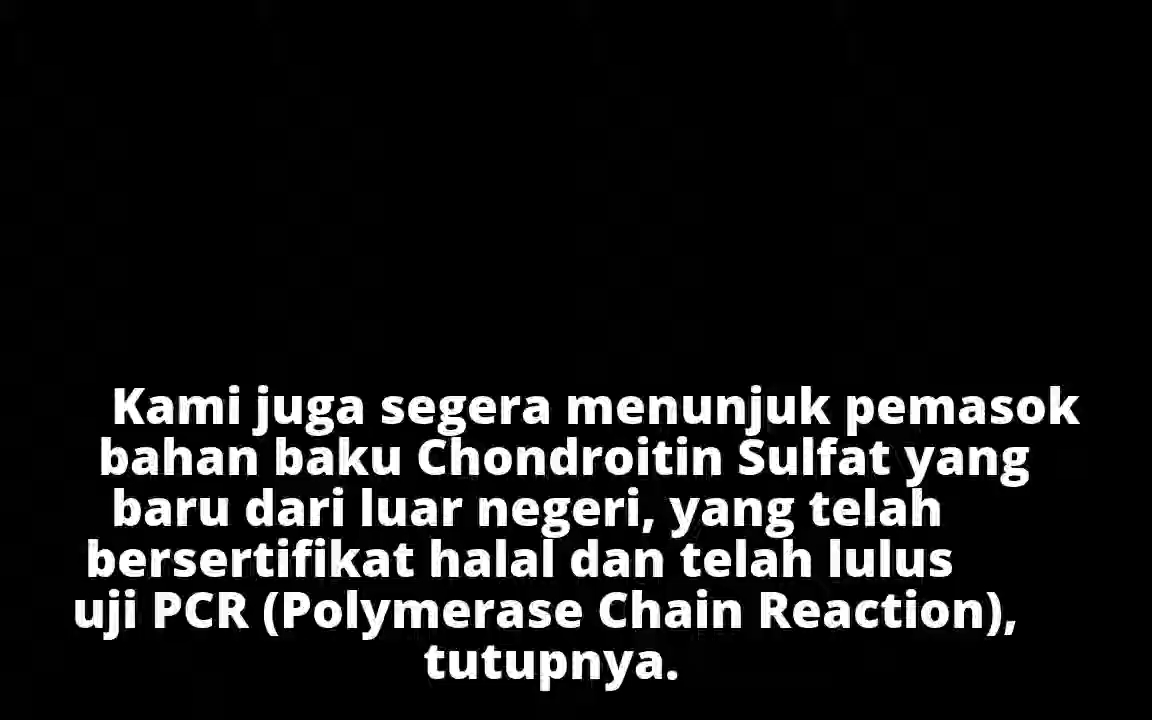 Kami juga segera menunjuk pemasok
bahan baku Chondroitin Sulfat yang
baru dari luar negeri, yang telah
bersertifikat halal dan telah lulus
uji PCR (Polymerase Chain Reaction),
tutupnya.